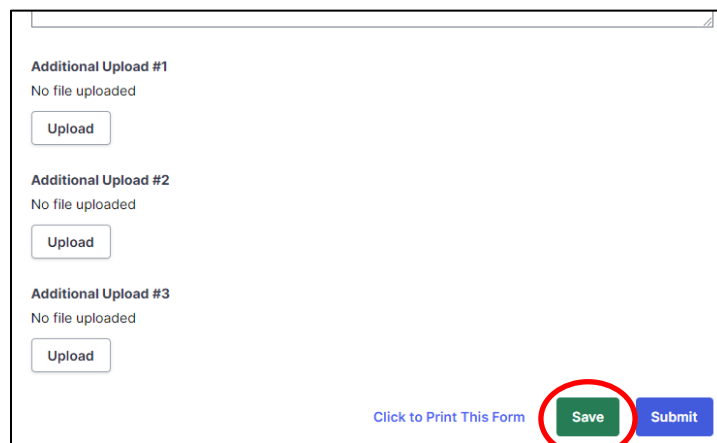 Additional Upload #1
No file uploaded
Upload
Additional Upload #2
No file uploaded
Upload
Additional Upload #3
No file uploaded
Upload
Click to Print This Form Save Submit